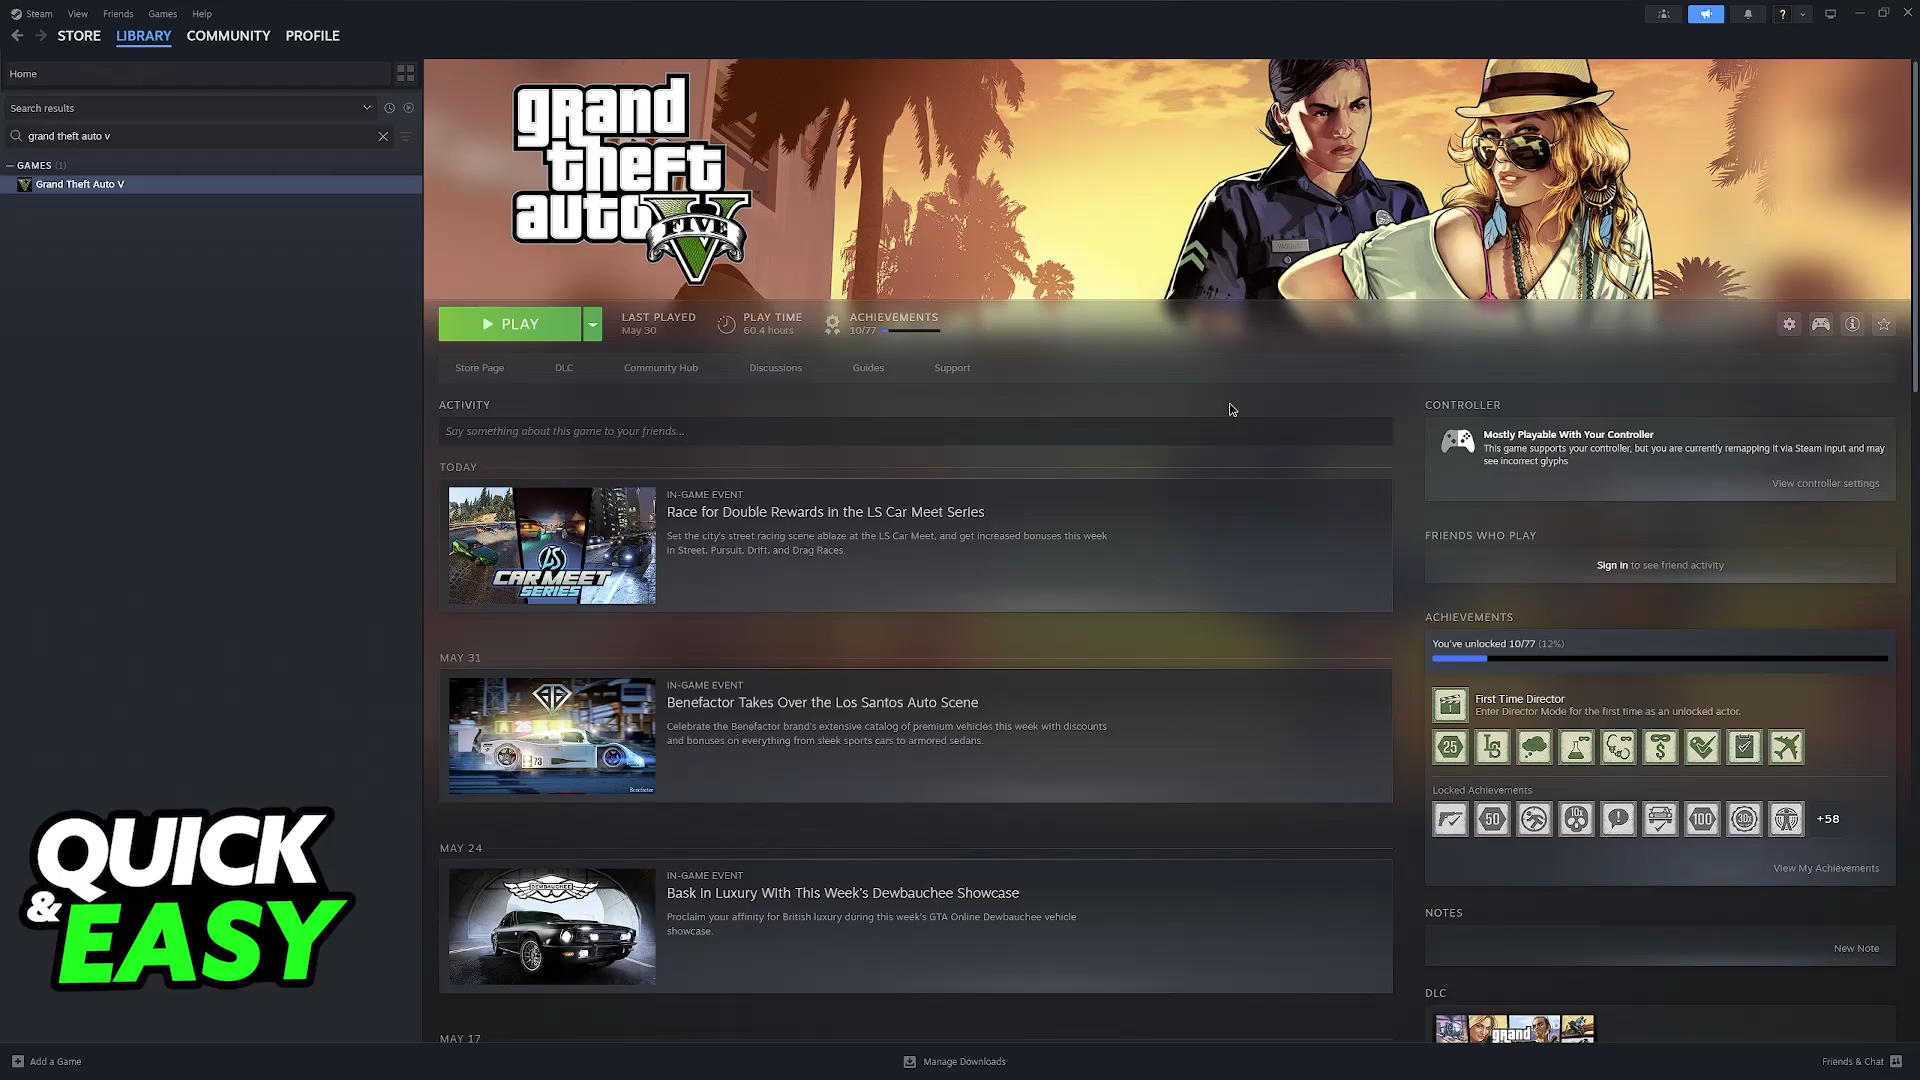 Steam View Friends Games Help
STORE LIBRARY COMMUNITY PROFILE
?
Home
Search results
grand theft auto v
GAMES (1)
Grand Theft Auto V
grand
theft
auto
FIVE
PLAY
LAST PLAYED
May 30
PLAY TIME
60.4 hours
ACHIEVEMENTS
10/77
Store Page DLC Community Hub Discussions Guides Support
ACTIVITY
Say something about this game to your friends...
TODAY
IN-GAME EVENT
Race for Double Rewards in the LS Car Meet Series
Set the city's street racing scene ablaze at the LS Car Meet, and get increased bonuses this week
in Street, Pursuit, Drift, and Drag Races.
LS
CAR MEET
SERIES
MAY 31
IN-GAME EVENT
Benefactor Takes Over the Los Santos Auto Scene
Celebrate the Benefactor brand's extensive catalog of premium vehicles this week with discounts
and bonuses on everything from sleek sports cars to armored sedans.
73
Benefactor
MAY 24
IN-GAME EVENT
Bask in Luxury With This Week's Dewbauchee Showcase
Proclaim your affinity for British luxury during this week's GTA Online Dewbauchee vehicle
showcase.
DEWBAUCHEE
MAY 17
CONTROLLER
Mostly Playable With Your Controller
This game supports your controller, but you are currently remapping it via Steam Input and may
see incorrect glyphs
View controller settings
FRIENDS WHO PLAY
Sign in to see friend activity
ACHIEVEMENTS
You've unlocked 10/77 (12%)
First Time Director
Enter Director Mode for the first time as an unlocked actor.
25 LS $
Locked Achievements
50 10x ! 100 30x +58
View My Achievements
NOTES
New Note
DLC
grand
QUICK
& EASY
Add a Game
Manage Downloads
Friends & Chat